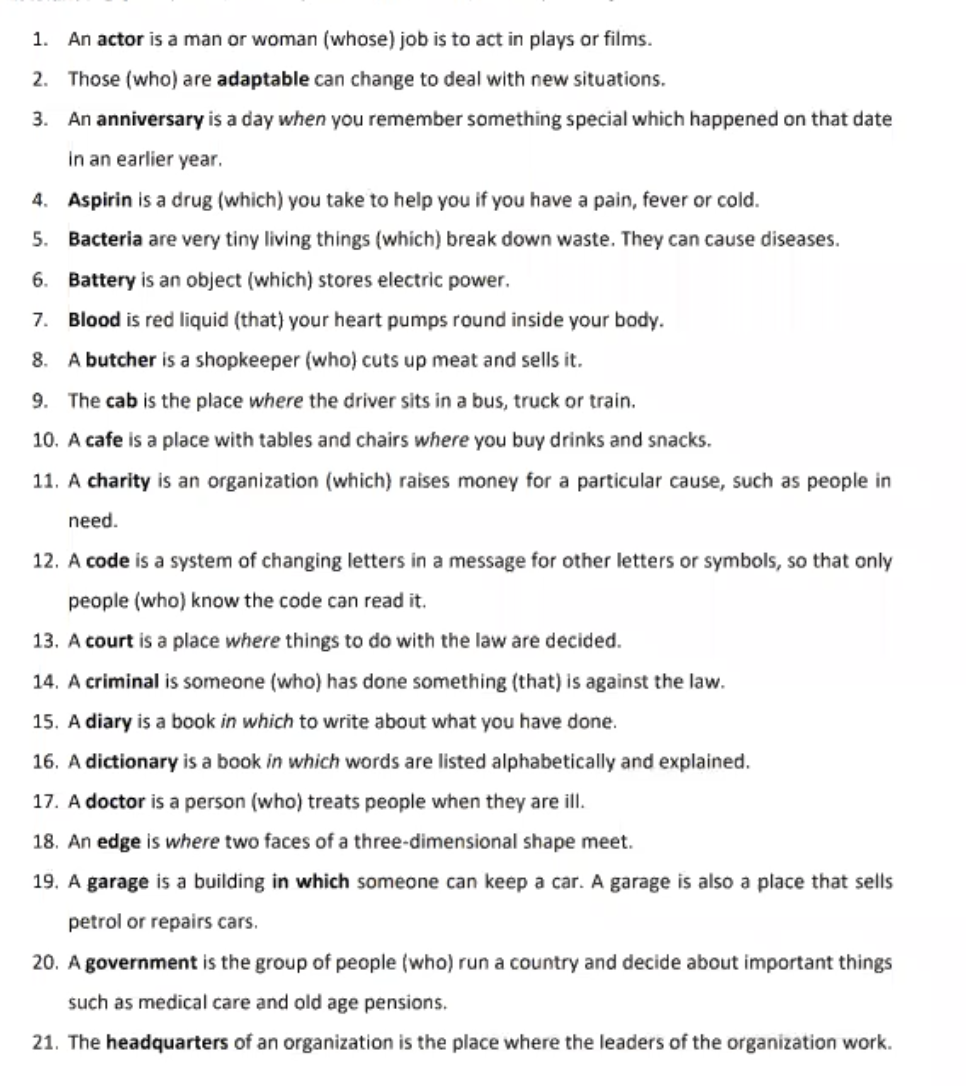 1. An actor is a man or woman (whose) job is to act in plays or films.
2. Those (who) are adaptable can change to deal with new situations.
3. An anniversary is a day when you remember something special which happened on that date
in an earlier year.
4. Aspirin is a drug (which) you take to help you if you have a pain, fever or cold.
5. Bacteria are very tiny living things (which) break down waste. They can cause diseases.
6. Battery is an object (which) stores electric power.
7. Blood is red liquid (that) your heart pumps round inside your body.
8. A butcher is a shopkeeper (who) cuts up meat and sells it.
9. The cab is the place where the driver sits in a bus, truck or train.
10. A cafe is a place with tables and chairs where you buy drinks and snacks.
11. A charity is an organization (which) raises money for a particular cause, such as people in
need.
12. A code is a system of changing letters in a message for other letters or symbols, so that only
people (who) know the code can read it.
13. A court is a place where things to do with the law are decided.
14. A criminal is someone (who) has done something (that) is against the law.
15. A diary is a book in which to write about what you have done.
16. A dictionary is a book in which words are listed alphabetically and explained.
17. A doctor is a person (who) treats people when they are ill.
18. An edge is where two faces of a three-dimensional shape meet.
19. A garage is a building in which someone can keep a car. A garage is also a place that sells
petrol or repairs cars.
20. A government is the group of people (who) run a country and decide about important things
such as medical care and old age pensions.
21. The headquarters of an organization is the place where the leaders of the organization work.